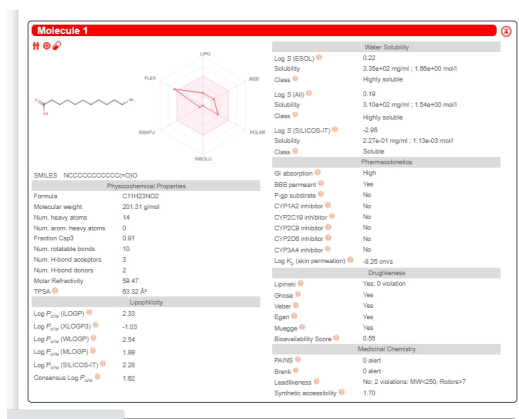 Molecule 1
LIPO
FLEX
SIZE
INSATU
POLAR
INSOLU
SMILES NCCCCCCCCCCC(=O)O
Physicochemical Properties
Formula C11H23NO2
Molecular weight 201.31 g/mol
Num. heavy atoms 14
Num. arom. heavy atoms 0
Fraction Csp3 0.91
Num. rotatable bonds 10
Num. H-bond acceptors 3
Num. H-bond donors 2
Molar Refractivity 59.47
TPSA 63.32 Å²
Lipophilicity
Log Po/w (iLOGP) 2.33
Log Po/w (XLOGP3) -1.03
Log Po/w (WLOGP) 2.54
Log Po/w (MLOGP) 1.99
Log Po/w (SILICOS-IT) 2.28
Consensus Log Po/w 1.62
Water Solubility
Log S (ESOL) 0.22
Solubility 3.35e+02 mg/ml ; 1.66e+00 mol/l
Class Highly soluble
Log S (Ali) 0.19
Solubility 3.10e+02 mg/ml ; 1.54e+00 mol/l
Class Highly soluble
Log S (SILICOS-IT) -2.95
Solubility 2.27e-01 mg/ml ; 1.13e-03 mol/l
Class Soluble
Pharmacokinetics
GI absorption High
BBB permeant Yes
P-gp substrate No
CYP1A2 inhibitor No
CYP2C19 inhibitor No
CYP2C9 inhibitor No
CYP2D6 inhibitor No
CYP3A4 inhibitor No
Log Kp (skin permeation) -8.26 cm/s
Druglikeness
Lipinski Yes; 0 violation
Ghose Yes
Veber Yes
Egan Yes
Muegge Yes
Bioavailability Score 0.55
Medicinal Chemistry
PAINS 0 alert
Brenk 0 alert
Leadlikeness No; 2 violations: MW<250, Rotors>7
Synthetic accessibility 1.70